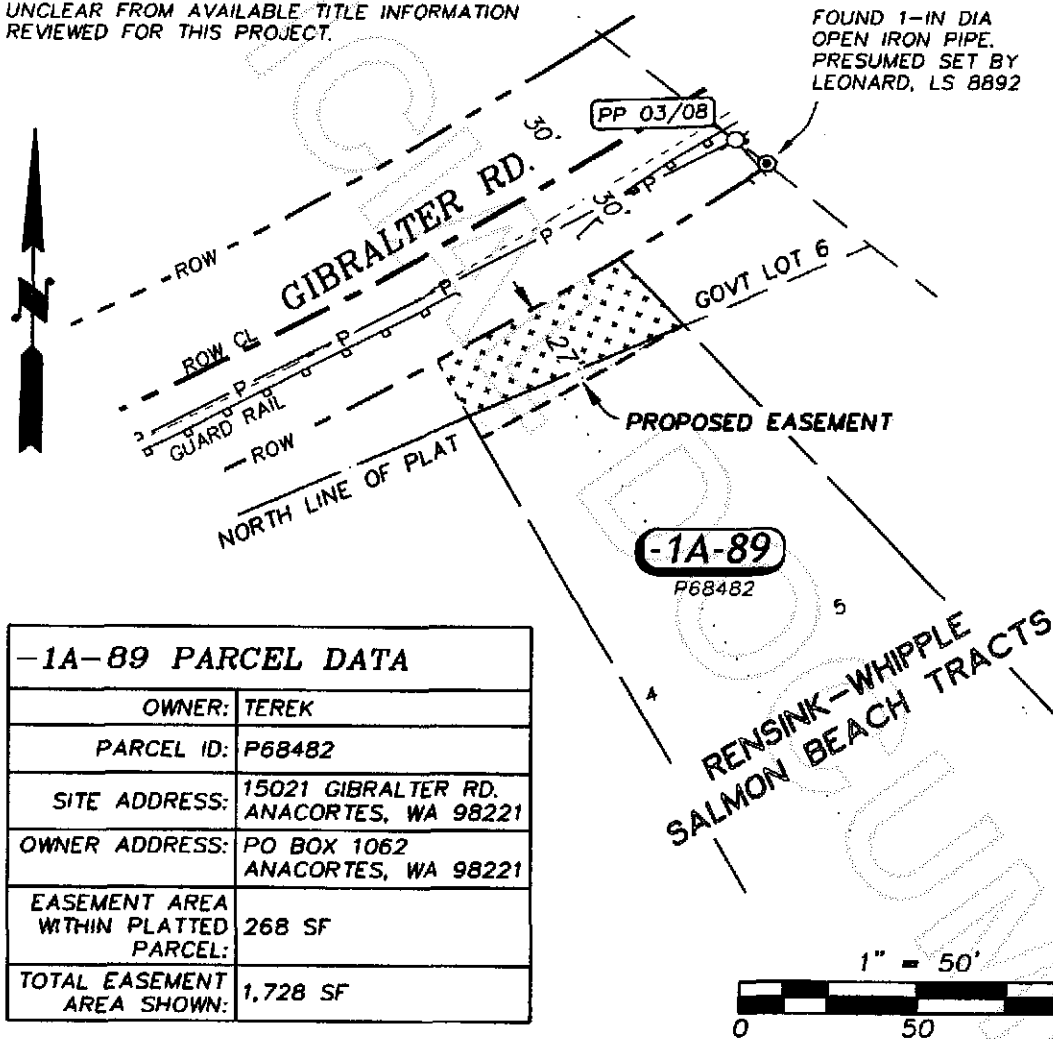 UNCLEAR FROM AVAILABLE TITLE INFORMATION
REVIEWED FOR THIS PROJECT.
FOUND 1-IN DIA
OPEN IRON PIPE.
PRESUMED SET BY
LEONARD, LS 8892
PP 03/08
30'
30'
GIBRALTER RD.
ROW
N
ROW CL
P
P
P
P
P
GUARD RAIL
ROW
27'
GOVT LOT 6
PROPOSED EASEMENT
NORTH LINE OF PLAT
-1A-89
P68482
5
4
RENSINK-WHIPPLE
SALMON BEACH TRACTS
-1A-89 PARCEL DATA
OWNER: TEREK
PARCEL ID: P68482
SITE ADDRESS: 15021 GIBRALTER RD.
ANACORTES, WA 98221
OWNER ADDRESS: PO BOX 1062
ANACORTES, WA 98221
EASEMENT AREA
WITHIN PLATTED 268 SF
PARCEL:
TOTAL EASEMENT
AREA SHOWN: 1,728 SF
1" = 50'
0 50